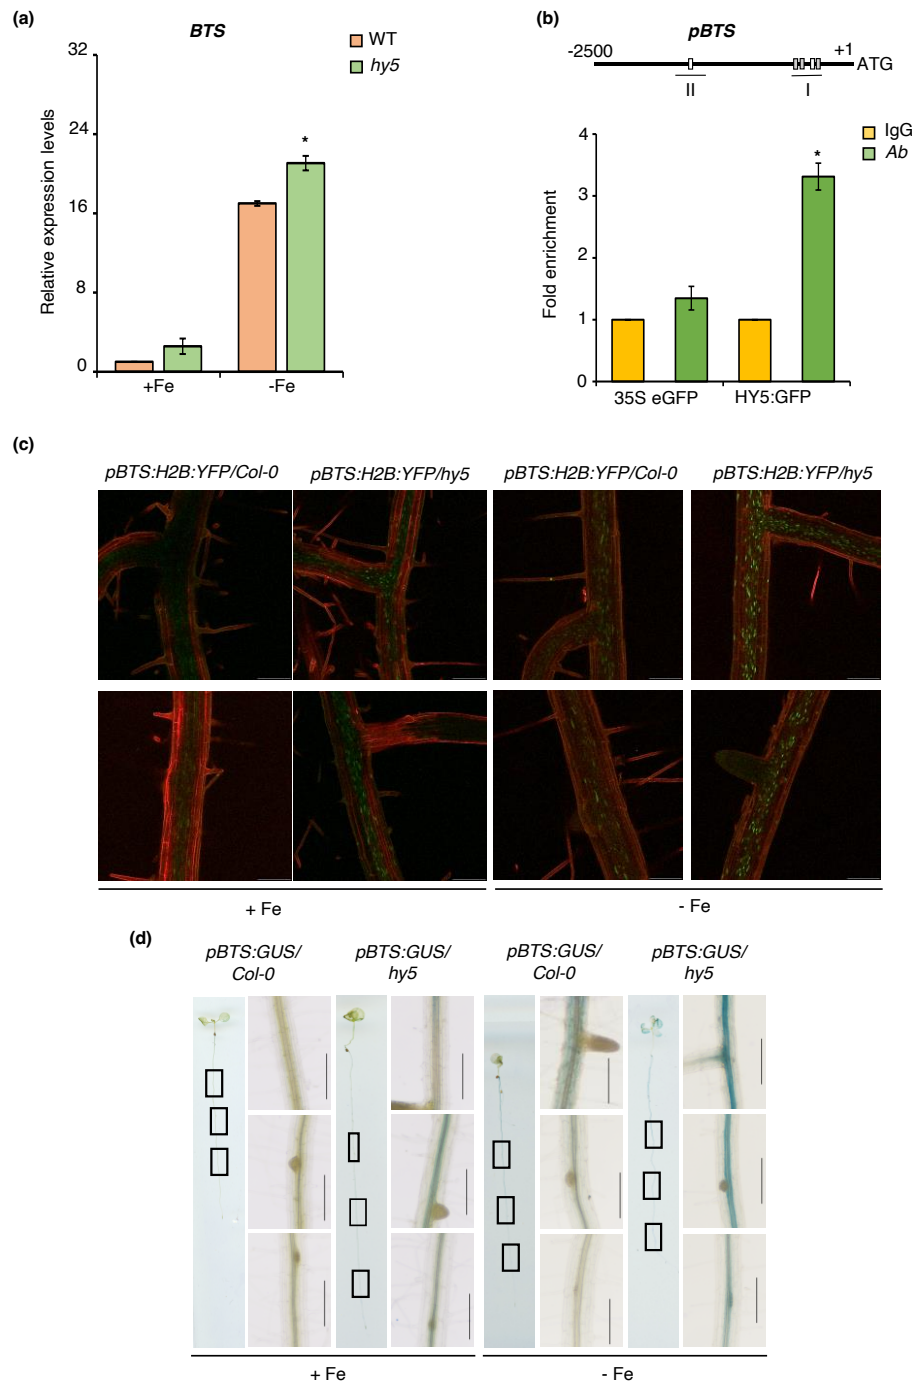 (a)
BTS
WT
hy5
32
24
16
8
0
Relative expression levels
*
+Fe
-Fe
(b)
pBTS
-2500
+1
ATG
II
I
IgG
Ab
4
3
2
1
0
Fold enrichment
*
35S eGFP
HY5:GFP
(c)
pBTS:H2B:YFP/Col-0
pBTS:H2B:YFP/hy5
pBTS:H2B:YFP/Col-0
pBTS:H2B:YFP/hy5
+ Fe
- Fe
(d)
pBTS:GUS/
Col-0
pBTS:GUS/
hy5
pBTS:GUS/
Col-0
pBTS:GUS/
hy5
+ Fe
- Fe